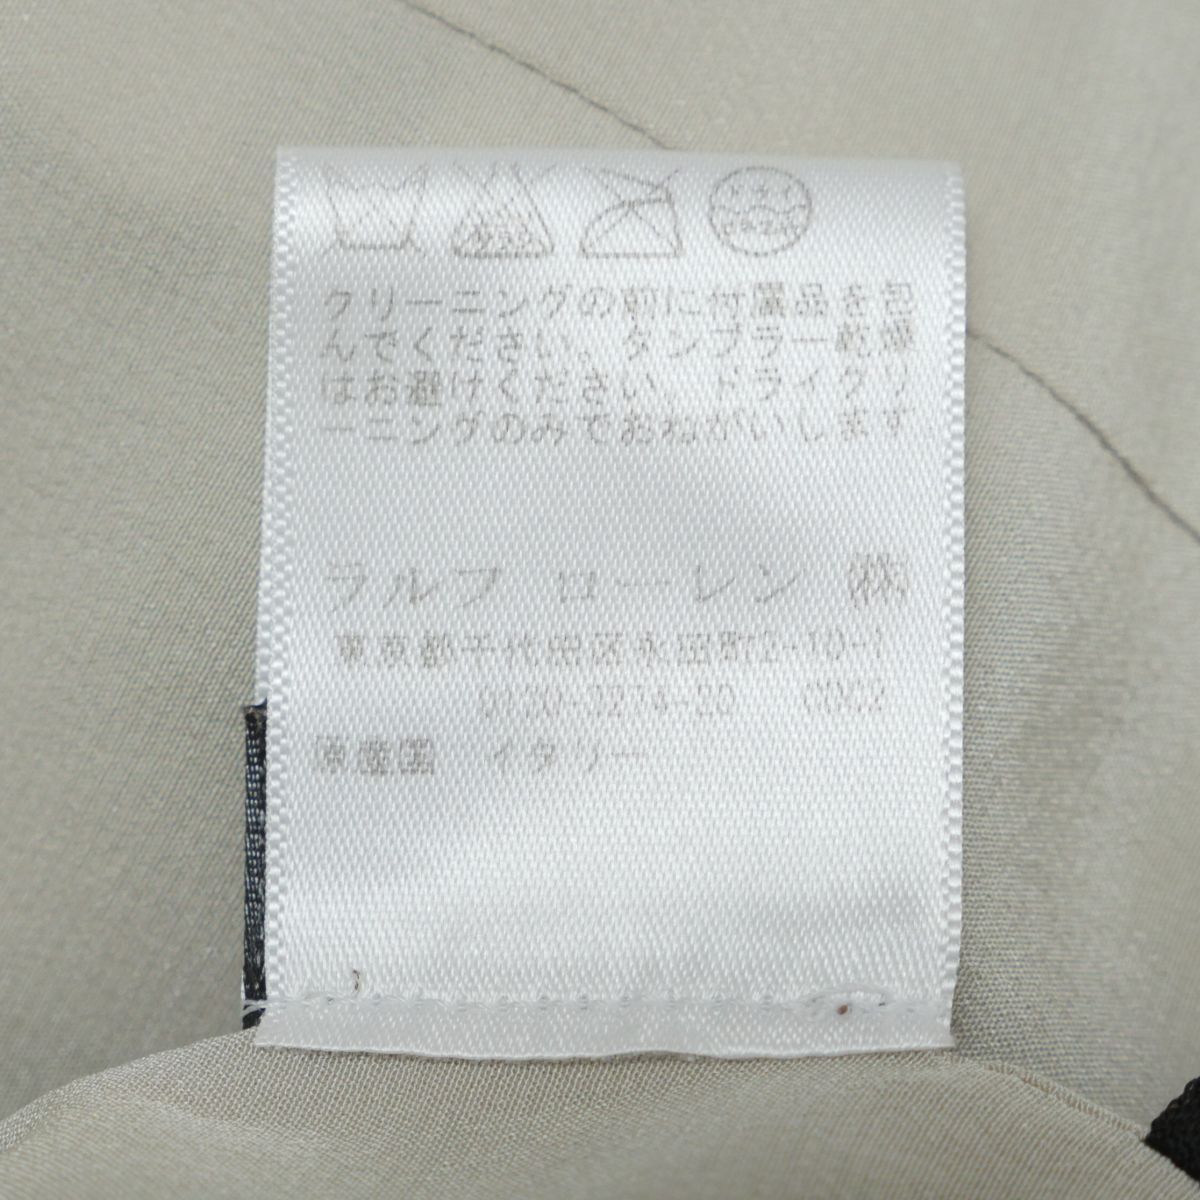 クリーニングの前に付属品を包
んでください。タンブラー乾燥
はお避けください。ドライクリ
ーニングのみでおねがいします
ラルフ ローレン ㈱
東京都千代田区永田町2-10-1
原産国 イタリー